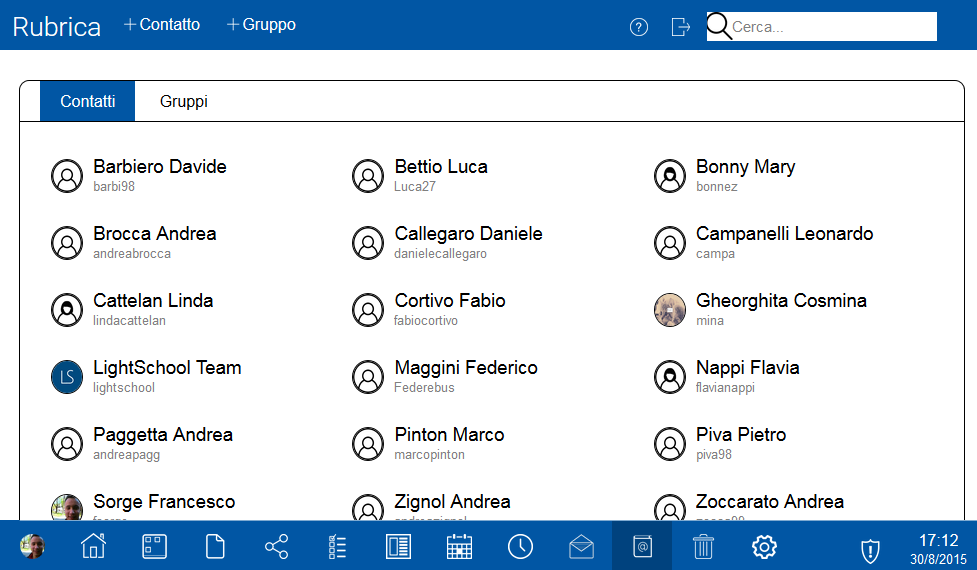 Rubrica
+ Contatto
+ Gruppo
Cerca...
Contatti
Gruppi
Barbiero Davide
barbi98
Bettio Luca
Luca27
Bonny Mary
bonnez
Brocca Andrea
andreabrocca
Callegaro Daniele
danielecallegaro
Campanelli Leonardo
campa
Cattelan Linda
lindacattelan
Cortivo Fabio
fabiocortivo
Gheorghita Cosmina
mina
LS
LightSchool Team
lightschool
Maggini Federico
Federebus
Nappi Flavia
flavianappi
Paggetta Andrea
andreapagg
Pinton Marco
marcopinton
Piva Pietro
piva98
Sorge Francesco
Zignol Andrea
Zoccarato Andrea
17:12
30/8/2015